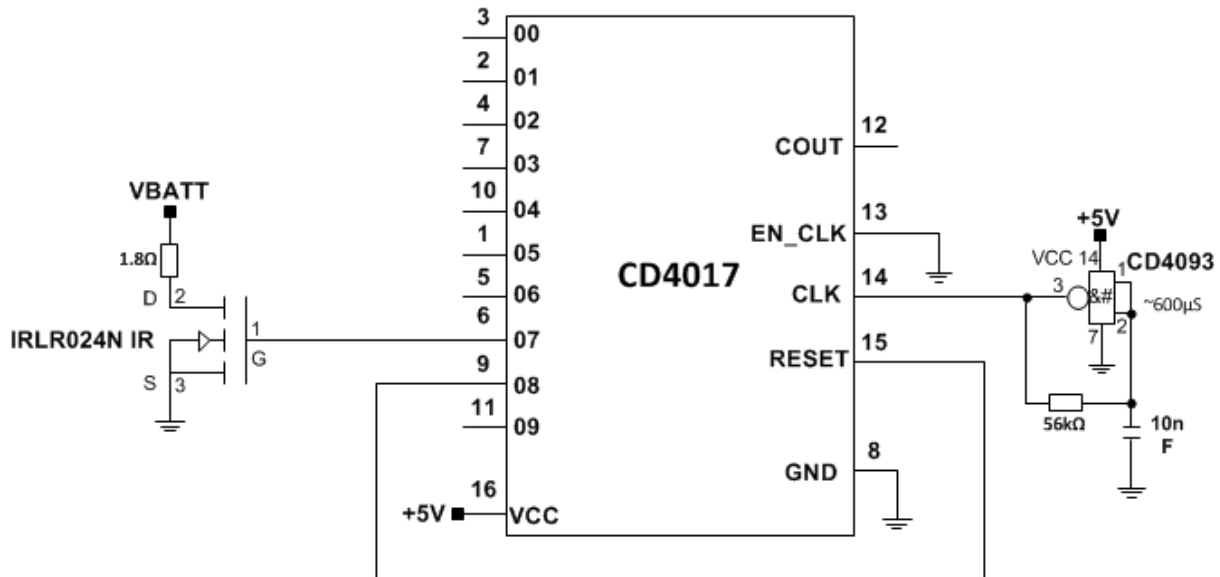 3
00
2
01
4
02
7
03
10
04
1
05
5
06
6
07
9
08
11
09
16
+5V
VCC
CD4017
12
COUT
13
EN_CLK
14
CLK
15
RESET
8
GND
VBATT
1.8Ω
D 2
IRLR024N IR
1
G
S 3
+5V
VCC 14
1
CD4093
3
&#
~600µS
7
2
56kΩ
10n
F